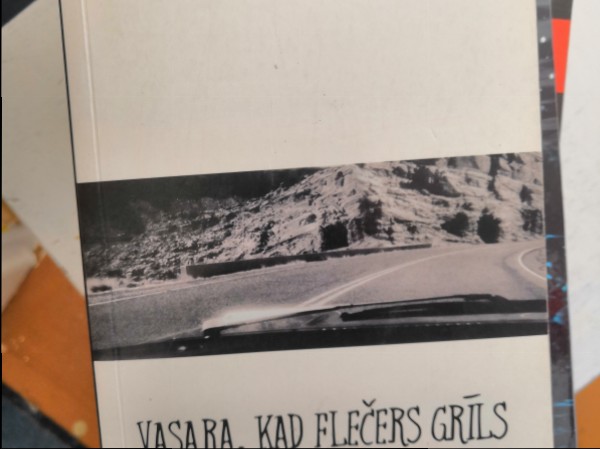 VASARA, KAD FLEČERS GRĪLS